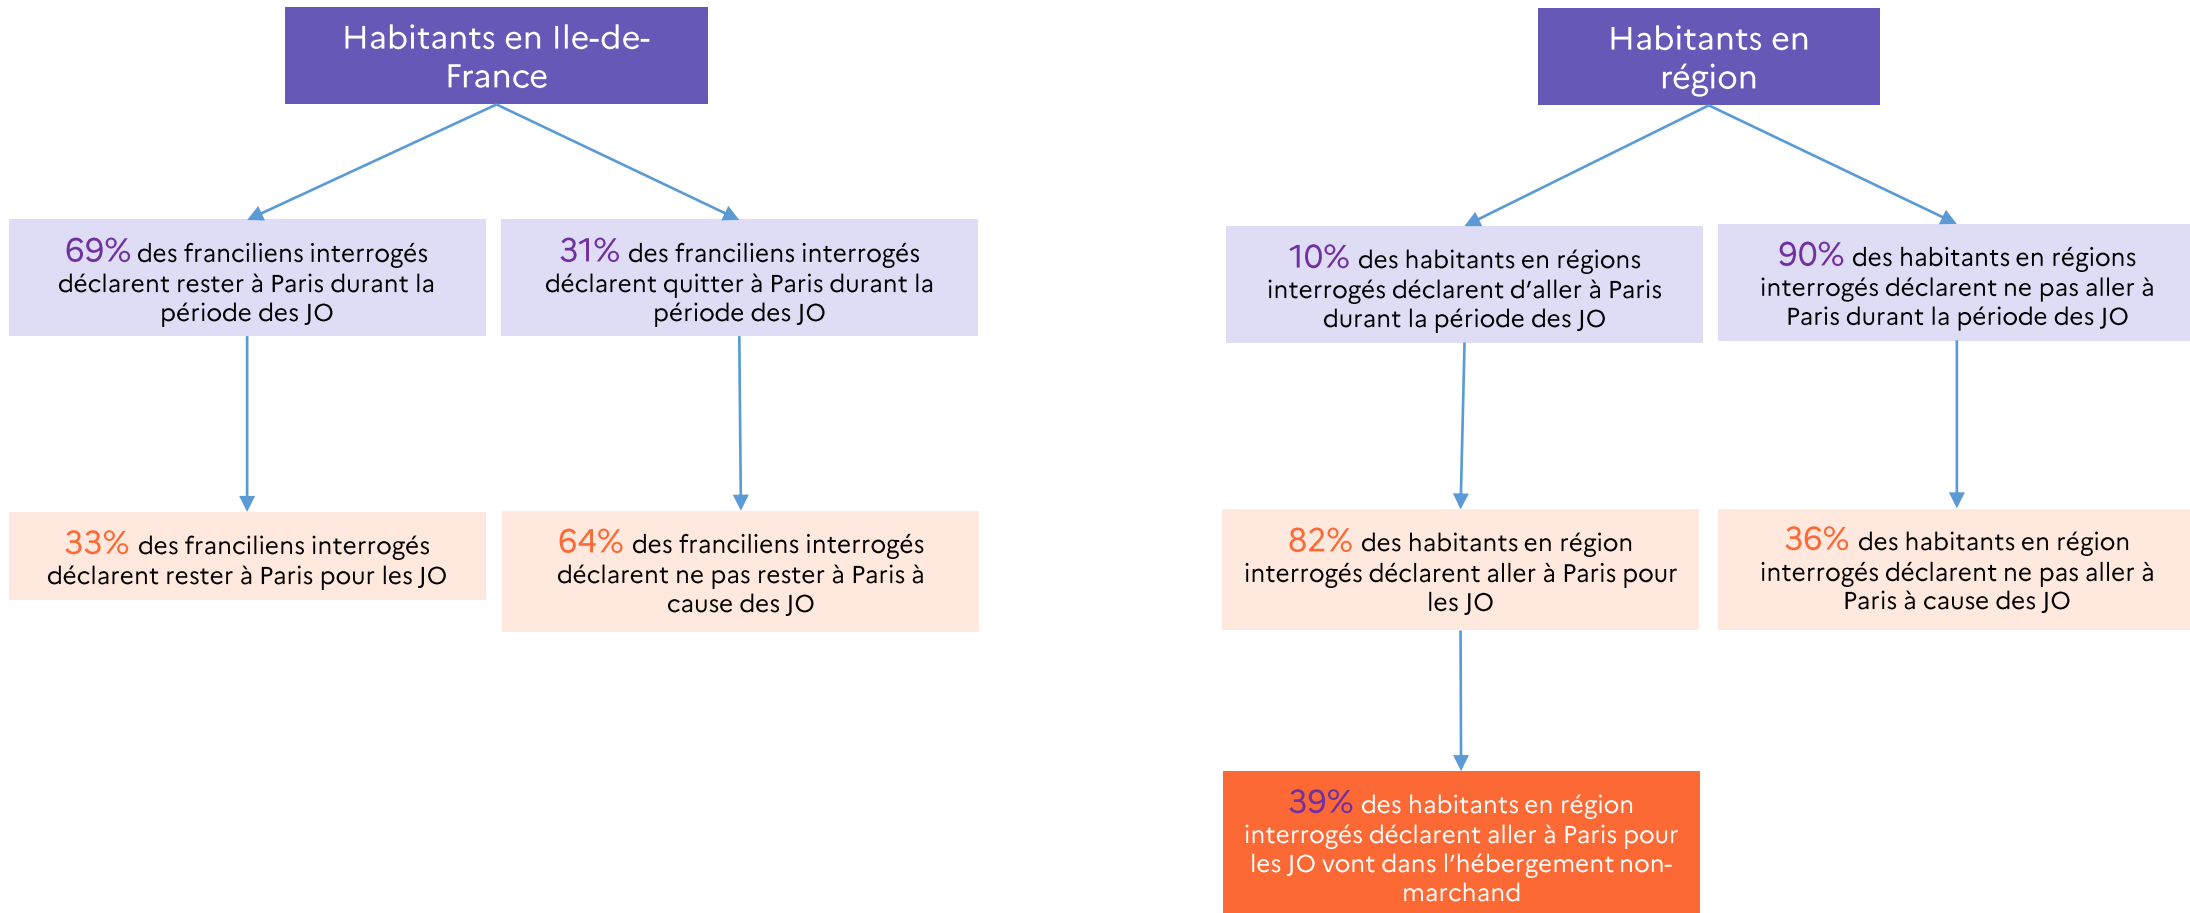 Habitants en Ile-de-
France
69% des franciliens interrogés
déclarent rester à Paris durant la
période des JO
31% des franciliens interrogés
déclarent quitter à Paris durant la
période des JO
33% des franciliens interrogés
déclarent rester à Paris pour les JO
64% des franciliens interrogés
déclarent ne pas rester à Paris à
cause des JO
Habitants en
région
10% des habitants en régions
interrogés déclarent d’aller à Paris
durant la période des JO
90% des habitants en régions
interrogés déclarent ne pas aller à
Paris durant la période des JO
82% des habitants en région
interrogés déclarent aller à Paris pour
les JO
36% des habitants en région
interrogés déclarent ne pas aller à
Paris à cause des JO
39% des habitants en région
interrogés déclarent aller à Paris pour
les JO vont dans l’hébergement non-
marchand